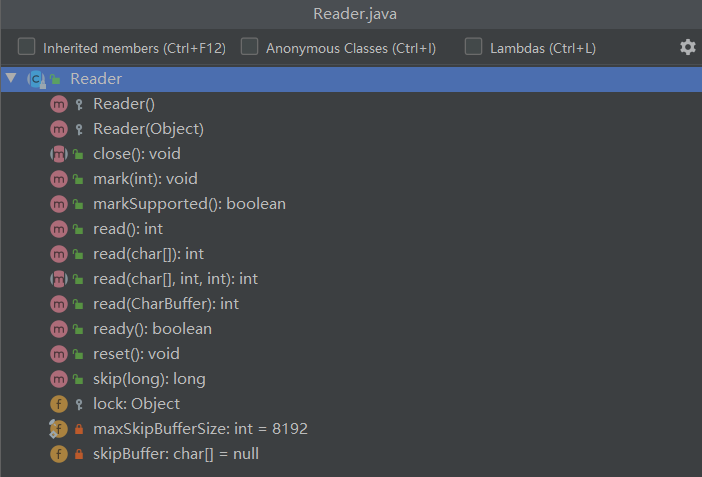 Reader.java
Inherited members (Ctrl+F12) Anonymous Classes (Ctrl+I) Lambdas (Ctrl+L)
Reader
Reader()
Reader(Object)
close(): void
mark(int): void
markSupported(): boolean
read(): int
read(char[]): int
read(char[], int, int): int
read(CharBuffer): int
ready(): boolean
reset(): void
skip(long): long
lock: Object
maxSkipBufferSize: int = 8192
skipBuffer: char[] = null